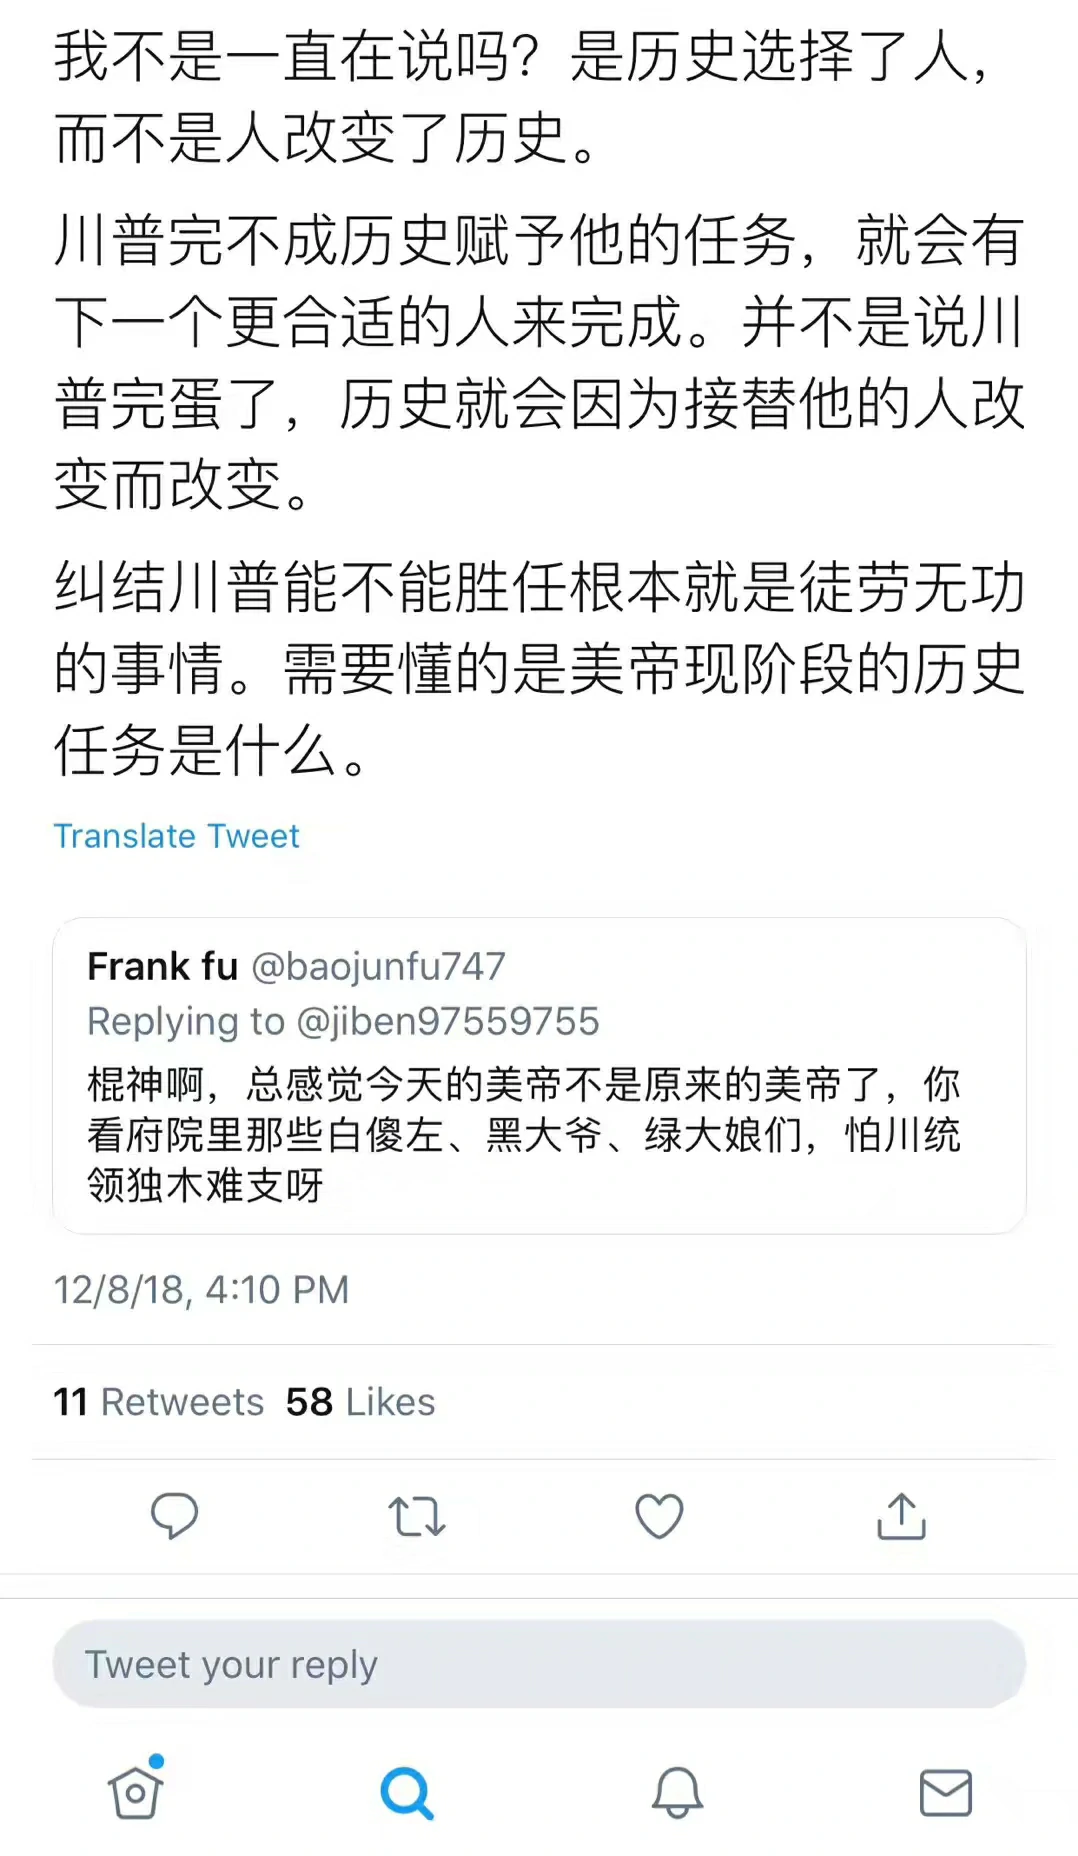 我不是一直在说吗？是历史选择了人，
而不是人改变了历史。
川普完不成历史赋予他的任务，就会有
下一个更合适的人来完成。并不是说川
普完蛋了，历史就会因为接替他的人改
变而改变。
纠结川普能不能胜任根本就是徒劳无功
的事情。需要懂的是美帝现阶段的历史
任务是什么。
Translate Tweet
Frank fu @baojunfu747
Replying to @jiben97559755
棍神啊，总感觉今天的美帝不是原来的美帝了，你
看府院里那些白傻左、黑大爷、绿大娘们，怕川统
领独木难支呀
12/8/18, 4:10 PM
11 Retweets 58 Likes
Tweet your reply